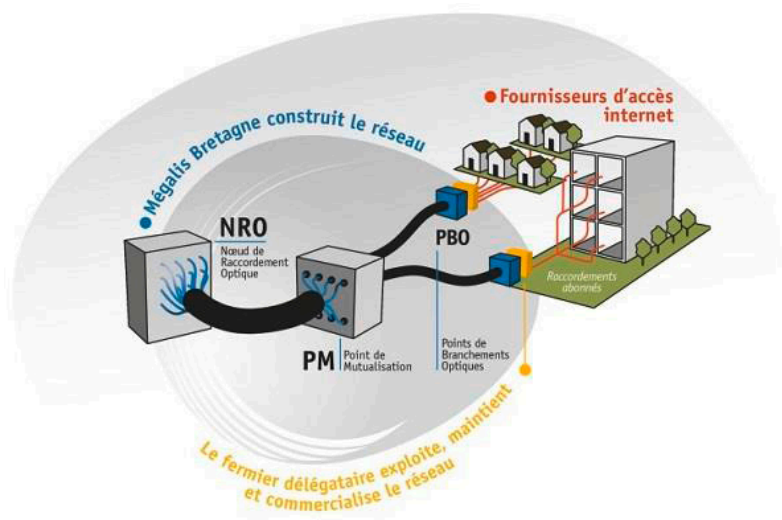 Mégalis Bretagne construit le réseau
Fournisseurs d'accès
internet
NRO
Nœud de
Raccordement
Optique
PBO
Points de
Branchements
Optiques
PM
Point de
Mutualisation
Raccordements
abonnés
Le fermier délégataire exploite, maintient
et commercialise le réseau